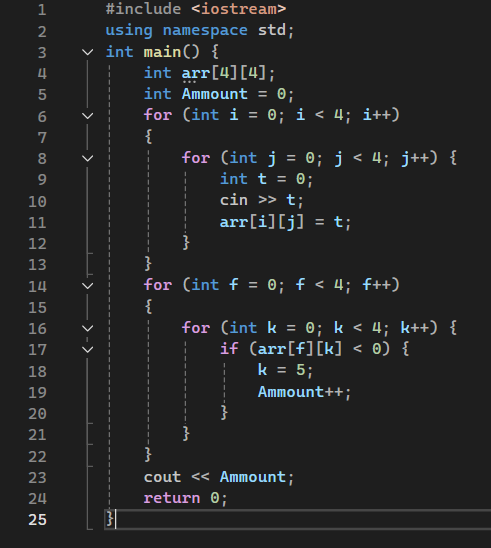 1 #include <iostream>
2 using namespace std;
3 int main() {
4 int arr[4][4];
5 int Ammount = 0;
6 for (int i = 0; i < 4; i++)
7 {
8 for (int j = 0; j < 4; j++) {
9 int t = 0;
10 cin >> t;
11 arr[i][j] = t;
12 }
13 }
14 for (int f = 0; f < 4; f++)
15 {
16 for (int k = 0; k < 4; k++) {
17 if (arr[f][k] < 0) {
18 k = 5;
19 Ammount++;
20 }
21 }
22 }
23 cout << Ammount;
24 return 0;
25 }